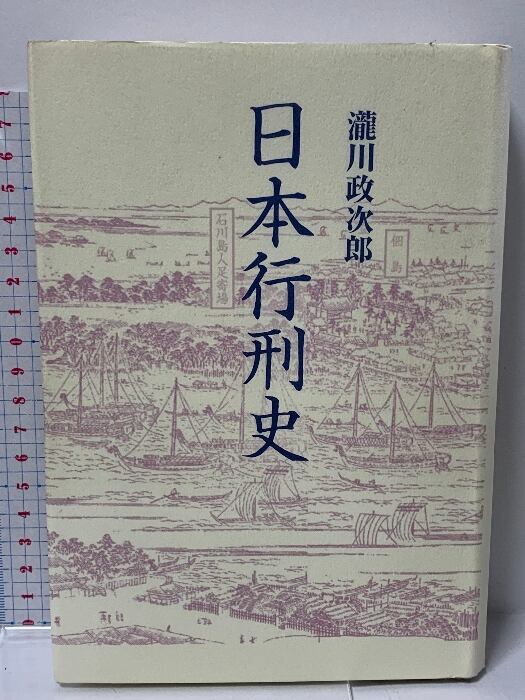 日本行刑史
瀧川政次郎
石川島人足寄場
佃島